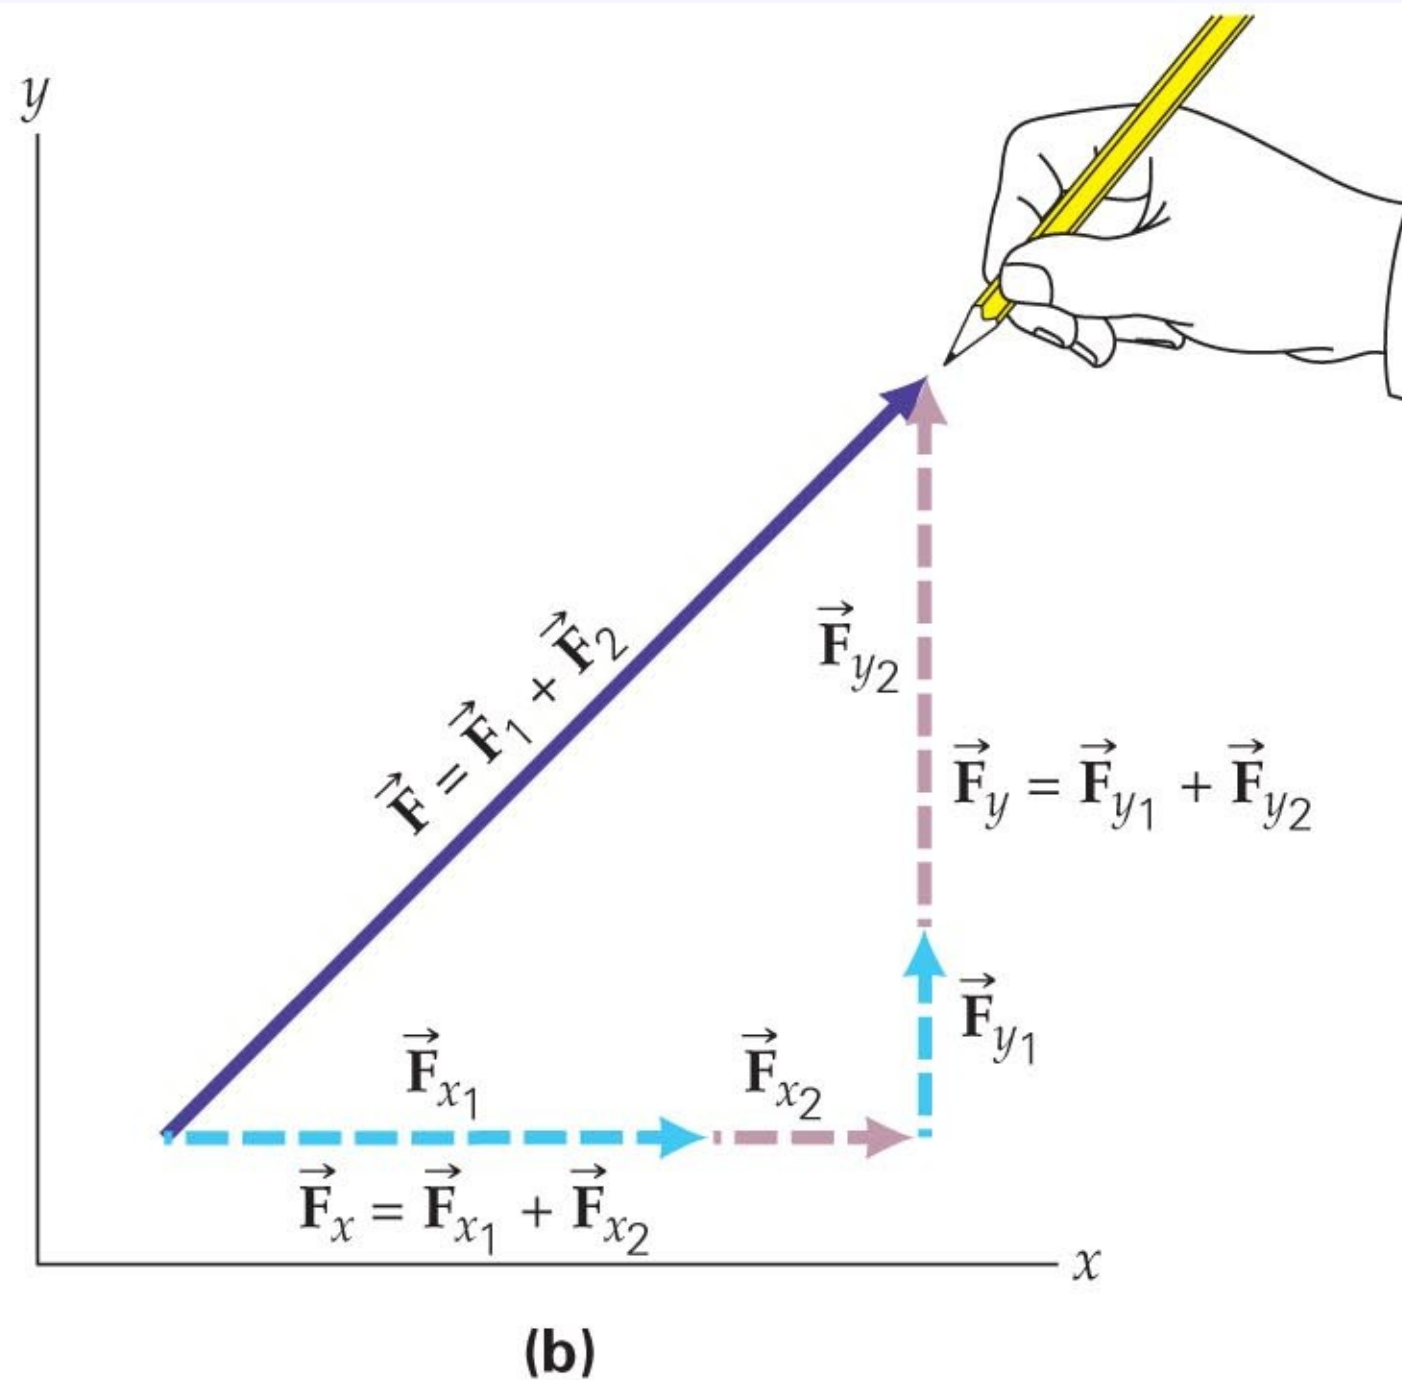 y
F⃗ = F⃗₁ + F⃗₂
F⃗y₂
F⃗y = F⃗y₁ + F⃗y₂
F⃗y₁
F⃗x₁
F⃗x₂
F⃗x = F⃗x₁ + F⃗x₂
x
(b)